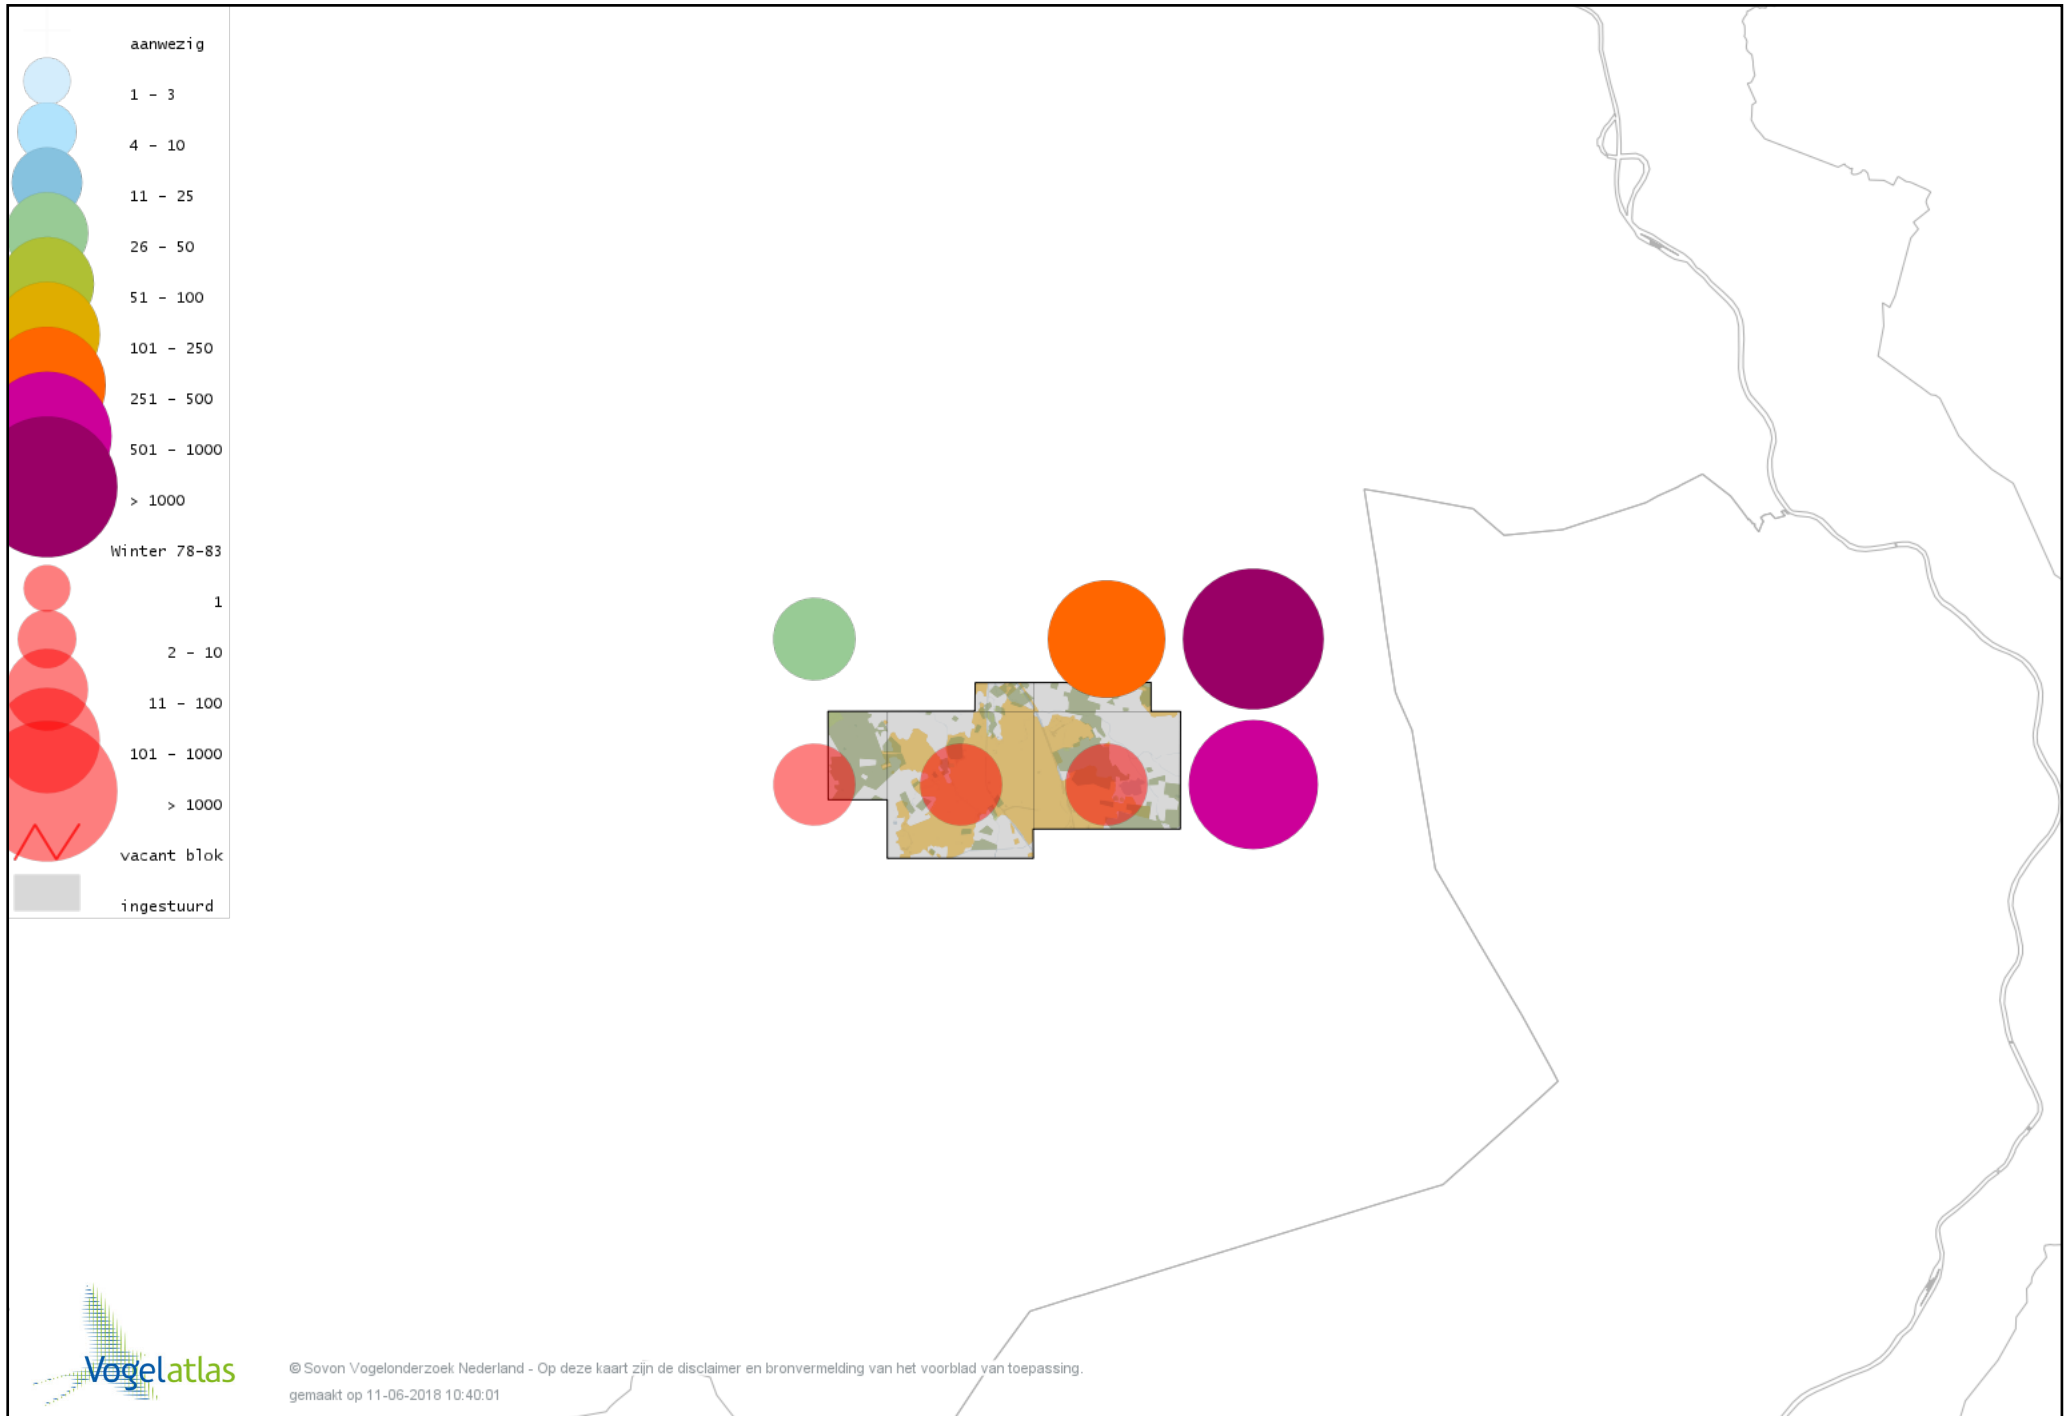 aanwezig
1 - 3
4 - 10
11 - 25
26 - 50
51 - 100
101 - 250
251 - 500
501 - 1000
> 1000
Winter 78-83
1
2 - 10
11 - 100
101 - 1000
> 1000
vacant blok
ingestuurd
Vogelatlas
© Sovon Vogelonderzoek Nederland - Op deze kaart zijn de disclaimer en bronvermelding van het voorblad van toepassing.
gemaakt op 11-06-2018 10:40:01